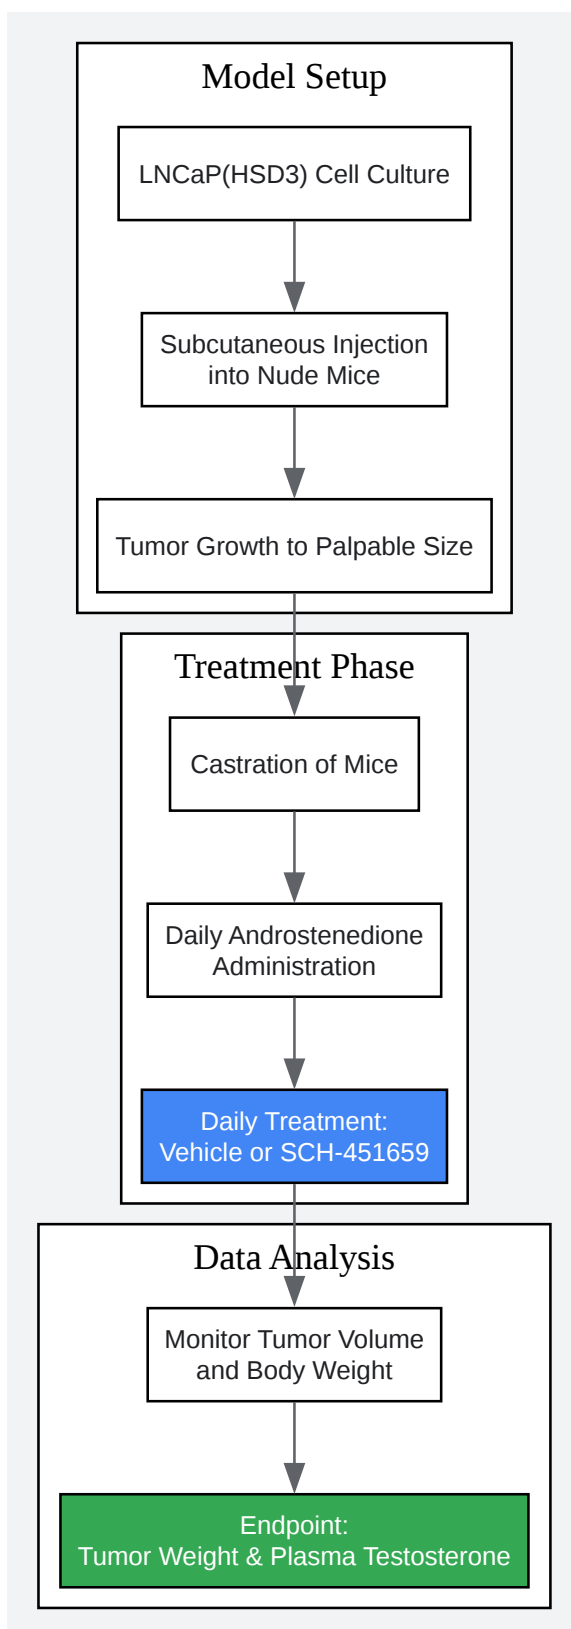 Model Setup
LNCaP(HSD3) Cell Culture
Subcutaneous Injection
into Nude Mice
Tumor Growth to Palpable Size
Treatment Phase
Castration of Mice
Daily Androstenedione
Administration
Daily Treatment:
Vehicle or SCH-451659
Data Analysis
Monitor Tumor Volume
and Body Weight
Endpoint:
Tumor Weight & Plasma Testosterone